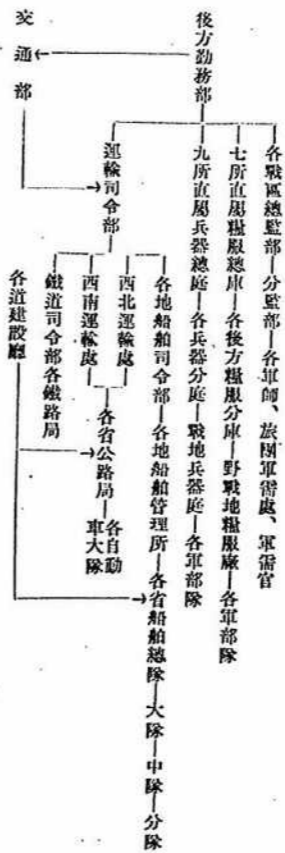 後方勤務部
各戰區總監部—分監部—各軍師、旅團軍需處、軍需官
七所直屬糧服總庫—各後方糧服分庫—野戰地糧服廠—各軍部隊
九所直屬兵器總庭—各兵器分庭—戰地兵器庭—各軍部隊
運輸司令部
各地船舶司令部—各地船舶管理所—各省船舶總隊—大隊—中隊—分隊
西北運輸處
西南運輸處
各省公路局—各自動車大隊
鐵道司令部各鐵路局
交通部
各道建設廳